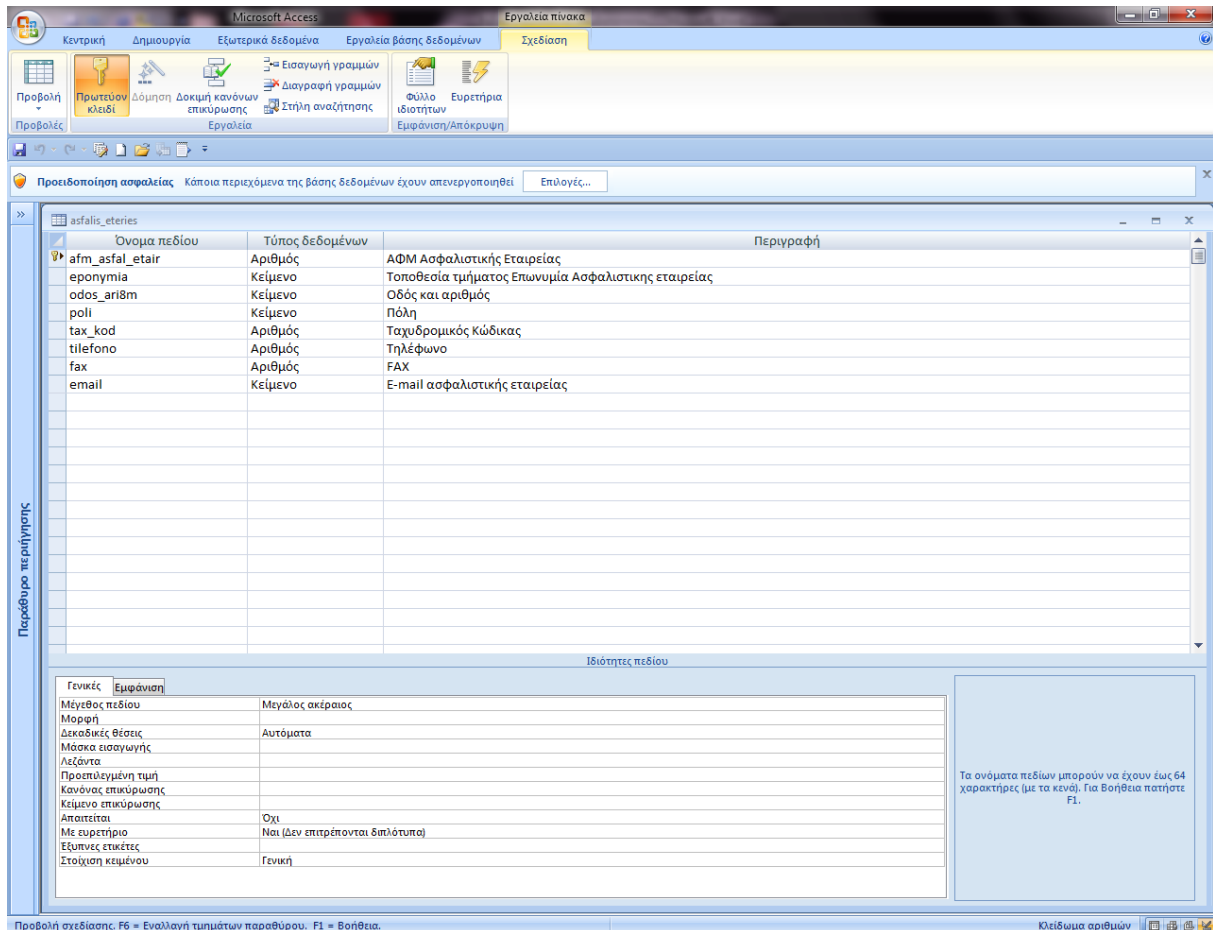 Microsoft Access
Εργαλεία πίνακα
Κεντρική Δημιουργία Εξωτερικά δεδομένα Εργαλεία βάσης δεδομένων Σχεδίαση
Προβολή
Πρωτεύον κλειδί
Δόμηση
Δοκιμή κανόνων επικύρωσης
Εισαγωγή γραμμών
Διαγραφή γραμμών
Στήλη αναζήτησης
Φύλλο ιδιοτήτων
Ευρετήρια
Προβολές Εργαλεία Εμφάνιση/Απόκρυψη
Προειδοποίηση ασφαλείας Κάποια περιεχόμενα της βάσης δεδομένων έχουν απενεργοποιηθεί Επιλογές...
Παράθυρο περιήγησης
asfalis_eteries
Όνομα πεδίου Τύπος δεδομένων Περιγραφή
afm_asfal_etair Αριθμός ΑΦΜ Ασφαλιστικής Εταιρείας
eponymia Κείμενο Τοποθεσία τμήματος Επωνυμία Ασφαλιστικης εταιρείας
odos_ari8m Κείμενο Οδός και αριθμός
poli Κείμενο Πόλη
tax_kod Αριθμός Ταχυδρομικός Κώδικας
tilefono Αριθμός Τηλέφωνο
fax Αριθμός FAX
email Κείμενο E-mail ασφαλιστικής εταιρείας
Ιδιότητες πεδίου
Γενικές Εμφάνιση
Μέγεθος πεδίου Μεγάλος ακέραιος
Μορφή
Δεκαδικές θέσεις Αυτόματα
Μάσκα εισαγωγής
Λεζάντα
Προεπιλεγμένη τιμή
Κανόνας επικύρωσης
Κείμενο επικύρωσης
Απαιτείται Όχι
Με ευρετήριο Ναι (Δεν επιτρέπονται διπλότυπα)
Έξυπνες ετικέτες
Στοίχιση κειμένου Γενική
Τα ονόματα πεδίων μπορούν να έχουν έως 64
χαρακτήρες (με τα κενά). Για Βοήθεια πατήστε
F1.
Προβολή σχεδίασης. F6 = Εναλλαγή τμημάτων παραθύρου. F1 = Βοήθεια. Κλείδωμα αριθμών